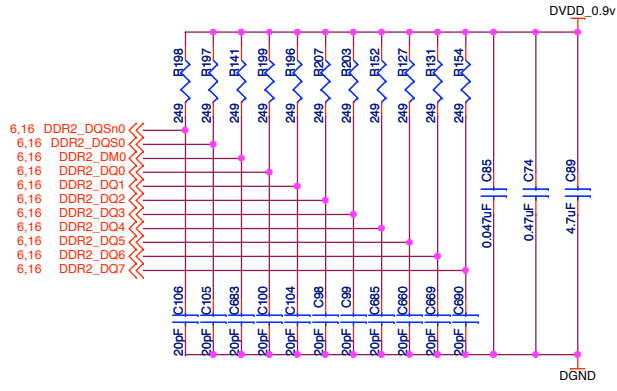 DVDD_0.9v
R198 R197 R141 R199 R196 R207 R203 R152 R127 R131 R154
249 249 249 249 249 249 249 249 249 249 249
6,16 DDR2_DQSn0
6,16 DDR2_DQS0
6,16 DDR2_DM0
6,16 DDR2_DQ0
6,16 DDR2_DQ1
6,16 DDR2_DQ2
6,16 DDR2_DQ3
6,16 DDR2_DQ4
6,16 DDR2_DQ5
6,16 DDR2_DQ6
6,16 DDR2_DQ7
C85 C74 C89
0.047uF 0.47uF 4.7uF
C106 C105 C683 C100 C104 C98 C99 C685 C660 C669 C690
20pF 20pF 20pF 20pF 20pF 20pF 20pF 20pF 20pF 20pF 20pF
DGND